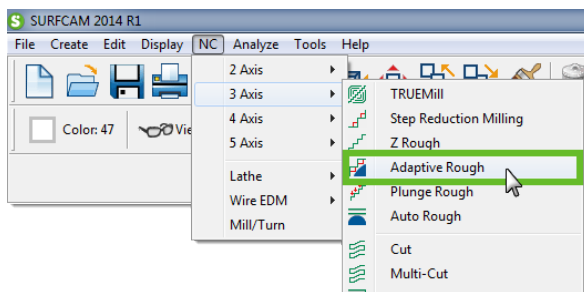 SURFCAM 2014 R1
File Create Edit Display NC Analyze Tools Help
2 Axis
3 Axis
4 Axis
5 Axis
Lathe
Wire EDM
Mill/Turn
TRUEMill
Step Reduction Milling
Z Rough
Adaptive Rough
Plunge Rough
Auto Rough
Cut
Multi-Cut
Color: 47
Vie